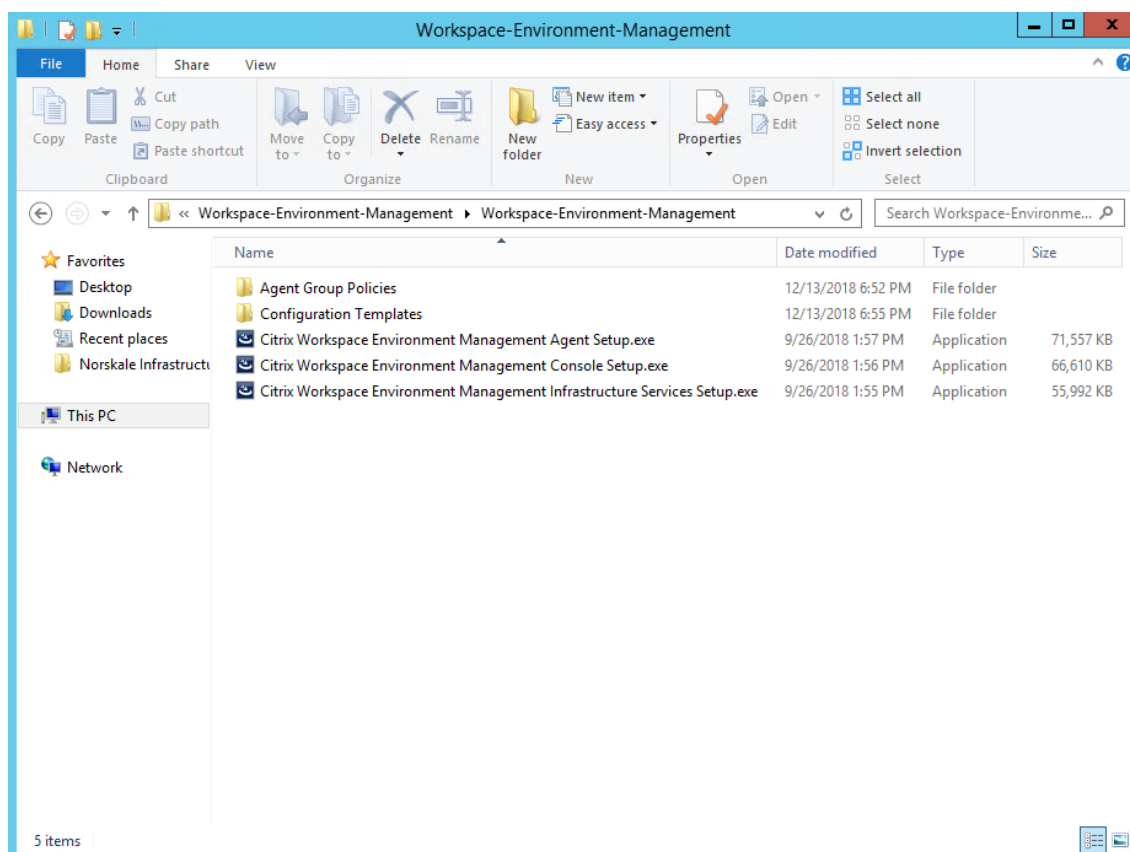 Workspace-Environment-Management
File Home Share View
Copy Paste Cut Copy path Paste shortcut
Move to Copy to Delete Rename
New folder New item Easy access
Properties Open Edit
Select all Select none Invert selection
Clipboard Organize New Open Select
« Workspace-Environment-Management Workspace-Environment-Management Search Workspace-Environme...
Favorites
Desktop
Downloads
Recent places
Norskale Infrastructu
This PC
Network
Name Date modified Type Size
Agent Group Policies 12/13/2018 6:52 PM File folder
Configuration Templates 12/13/2018 6:55 PM File folder
Citrix Workspace Environment Management Agent Setup.exe 9/26/2018 1:57 PM Application 71,557 KB
Citrix Workspace Environment Management Console Setup.exe 9/26/2018 1:56 PM Application 66,610 KB
Citrix Workspace Environment Management Infrastructure Services Setup.exe 9/26/2018 1:55 PM Application 55,992 KB
5 items